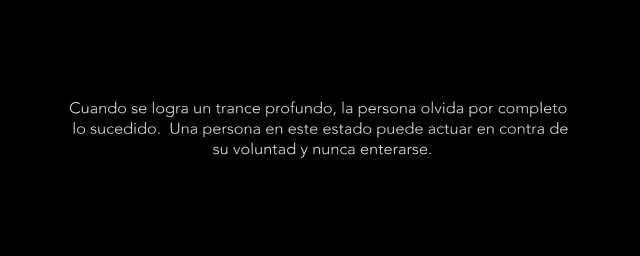 Cuando se logra un trance profundo, la persona olvida por completo
lo sucedido. Una persona en este estado puede actuar en contra de
su voluntad y nunca enterarse.